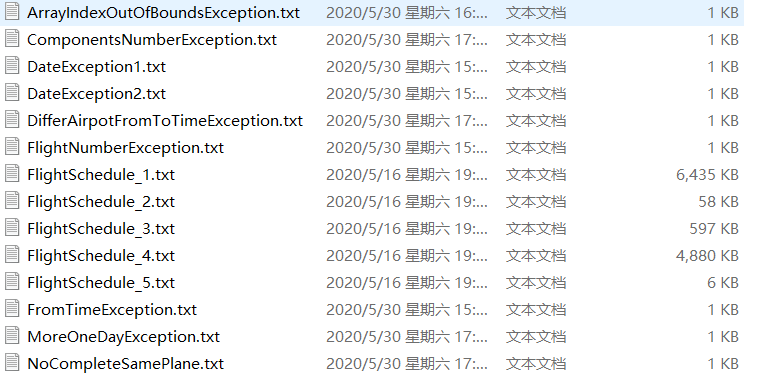 ArrayIndexOutOfBoundsException.txt 2020/5/30 星期六 16:... 文本文档 1 KB
ComponentsNumberException.txt 2020/5/30 星期六 17:... 文本文档 1 KB
DateException1.txt 2020/5/30 星期六 15:... 文本文档 1 KB
DateException2.txt 2020/5/30 星期六 15:... 文本文档 1 KB
DifferAirpotFromToTimeException.txt 2020/5/30 星期六 17:... 文本文档 1 KB
FlightNumberException.txt 2020/5/30 星期六 15:... 文本文档 1 KB
FlightSchedule_1.txt 2020/5/16 星期六 19:... 文本文档 6,435 KB
FlightSchedule_2.txt 2020/5/16 星期六 19:... 文本文档 58 KB
FlightSchedule_3.txt 2020/5/16 星期六 19:... 文本文档 597 KB
FlightSchedule_4.txt 2020/5/16 星期六 19:... 文本文档 4,880 KB
FlightSchedule_5.txt 2020/5/16 星期六 19:... 文本文档 6 KB
FromTimeException.txt 2020/5/30 星期六 15:... 文本文档 1 KB
MoreOneDayException.txt 2020/5/30 星期六 17:... 文本文档 1 KB
NoCompleteSamePlane.txt 2020/5/30 星期六 17:... 文本文档 1 KB